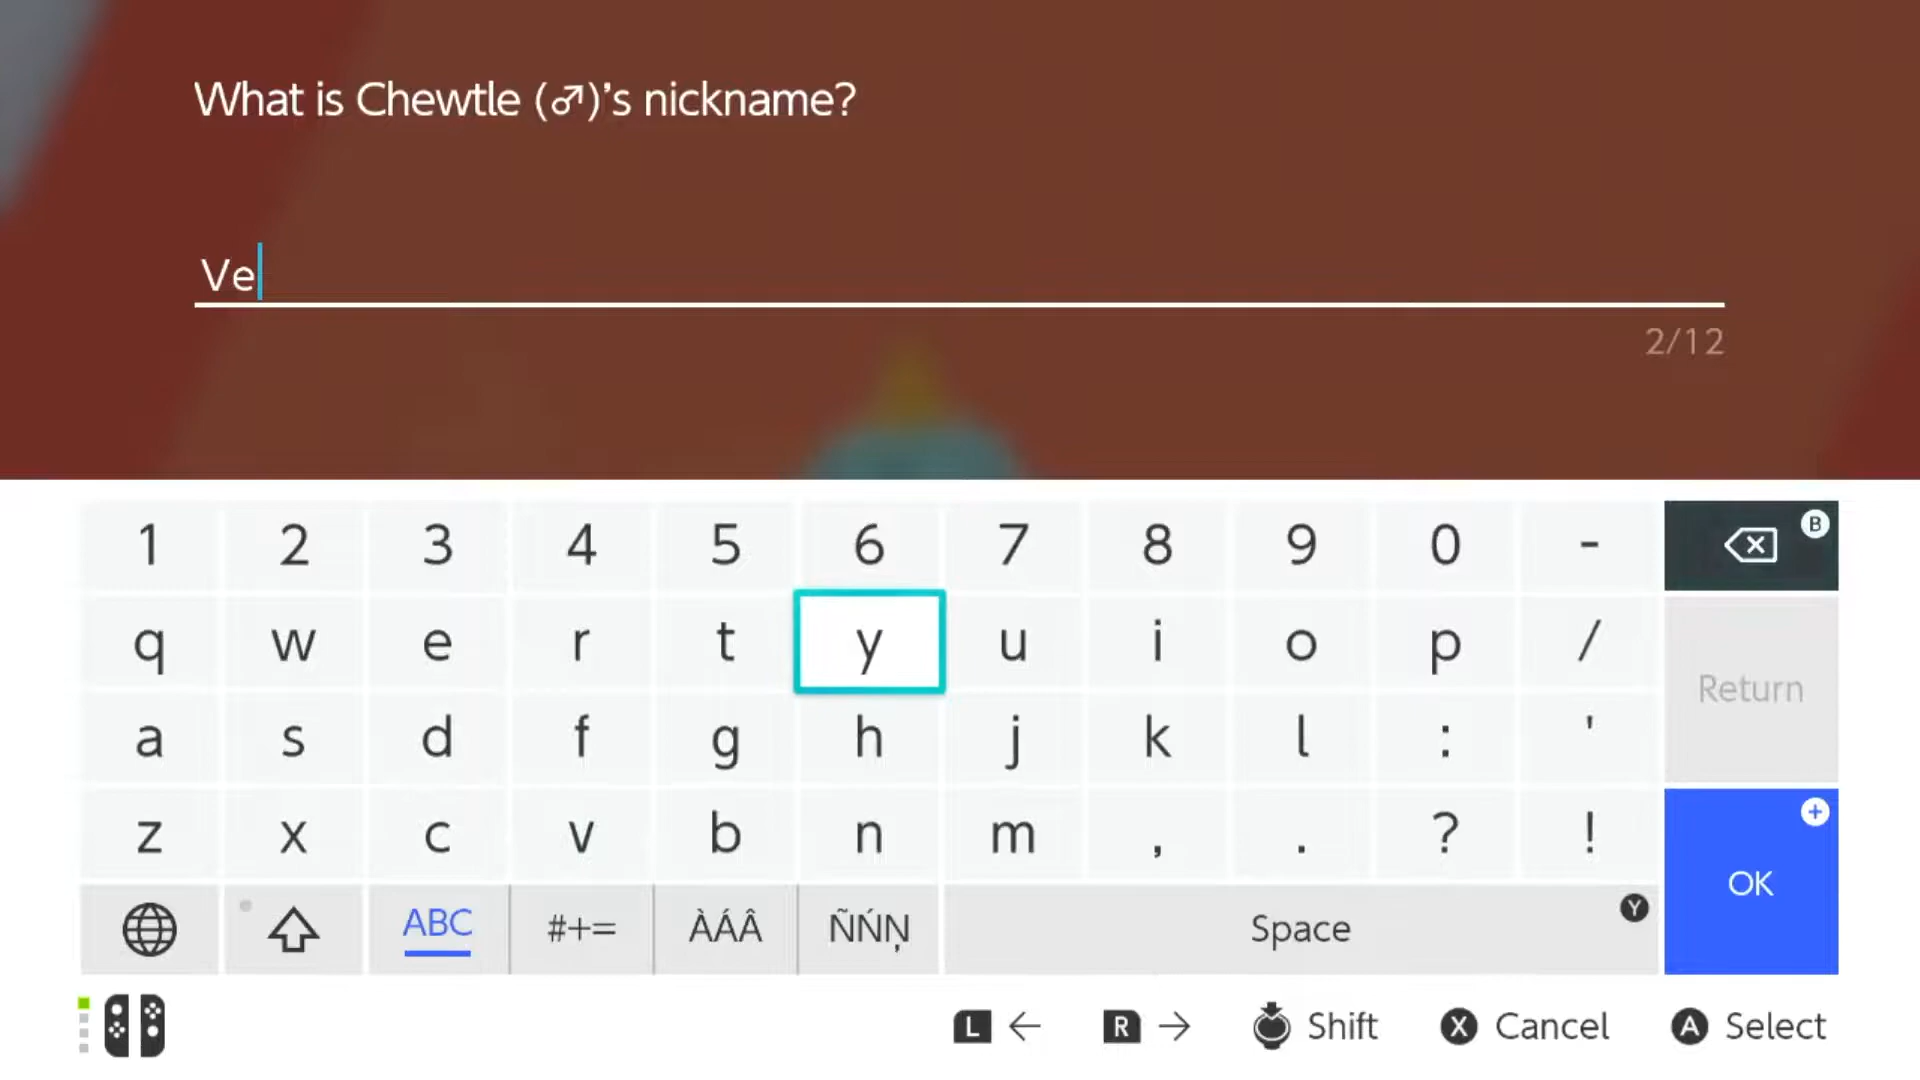 What is Chewtle (♂)'s nickname?
Ve
2/12
1 2 3 4 5 6 7 8 9 0 - B
q w e r t y u i o p /
Return
a s d f g h j k l : '
z x c v b n m , . ? ! +
OK
ABC #+= ÀÁÂ ÑŃŅ Space Y
L ← R → Shift X Cancel A Select